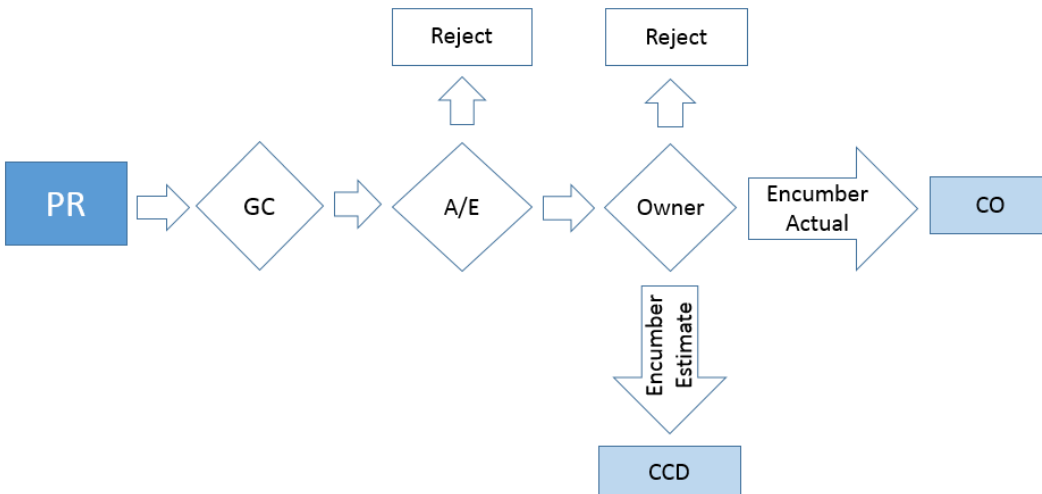 Reject
Reject
PR
GC
A/E
Owner
Encumber
Actual
CO
Encumber
Estimate
CCD